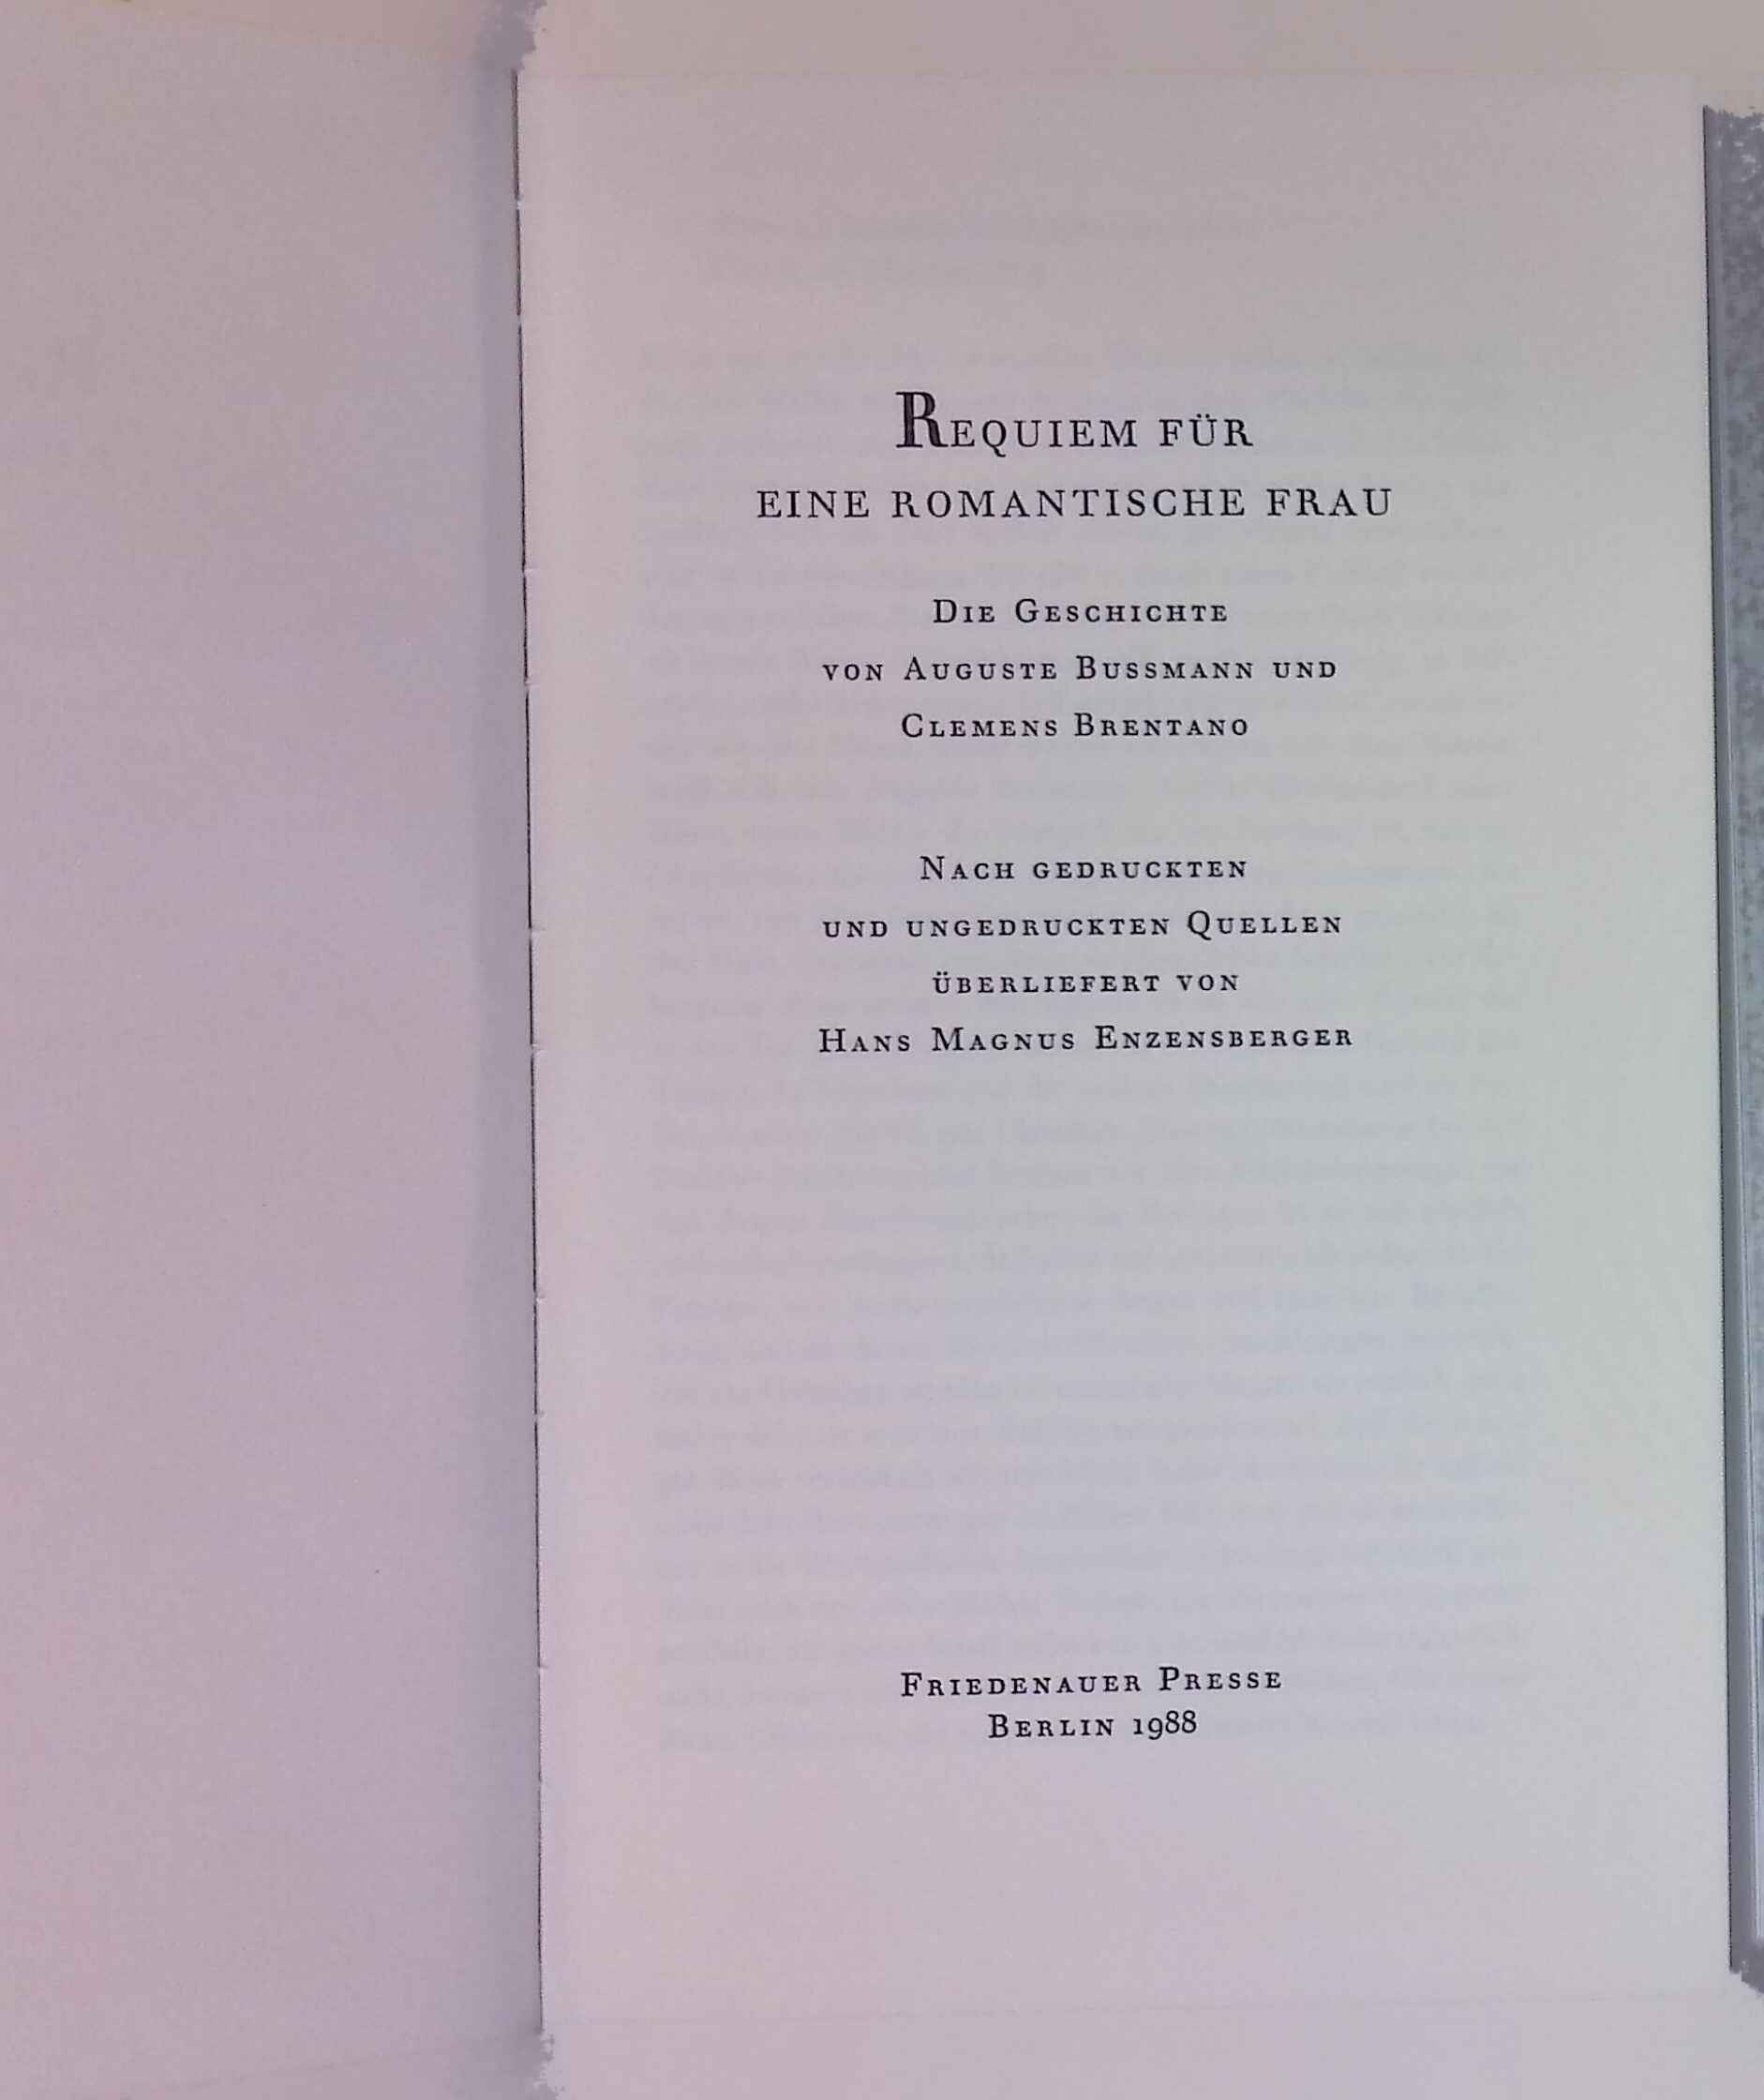 REQUIEM FÜR
EINE ROMANTISCHE FRAU
DIE GESCHICHTE
VON AUGUSTE BUSSMANN UND
CLEMENS BRENTANO
NACH GEDRUCKTEN
UND UNGEDRUCKTEN QUELLEN
ÜBERLIEFERT VON
HANS MAGNUS ENZENSBERGER
FRIEDENAUER PRESSE
BERLIN 1988